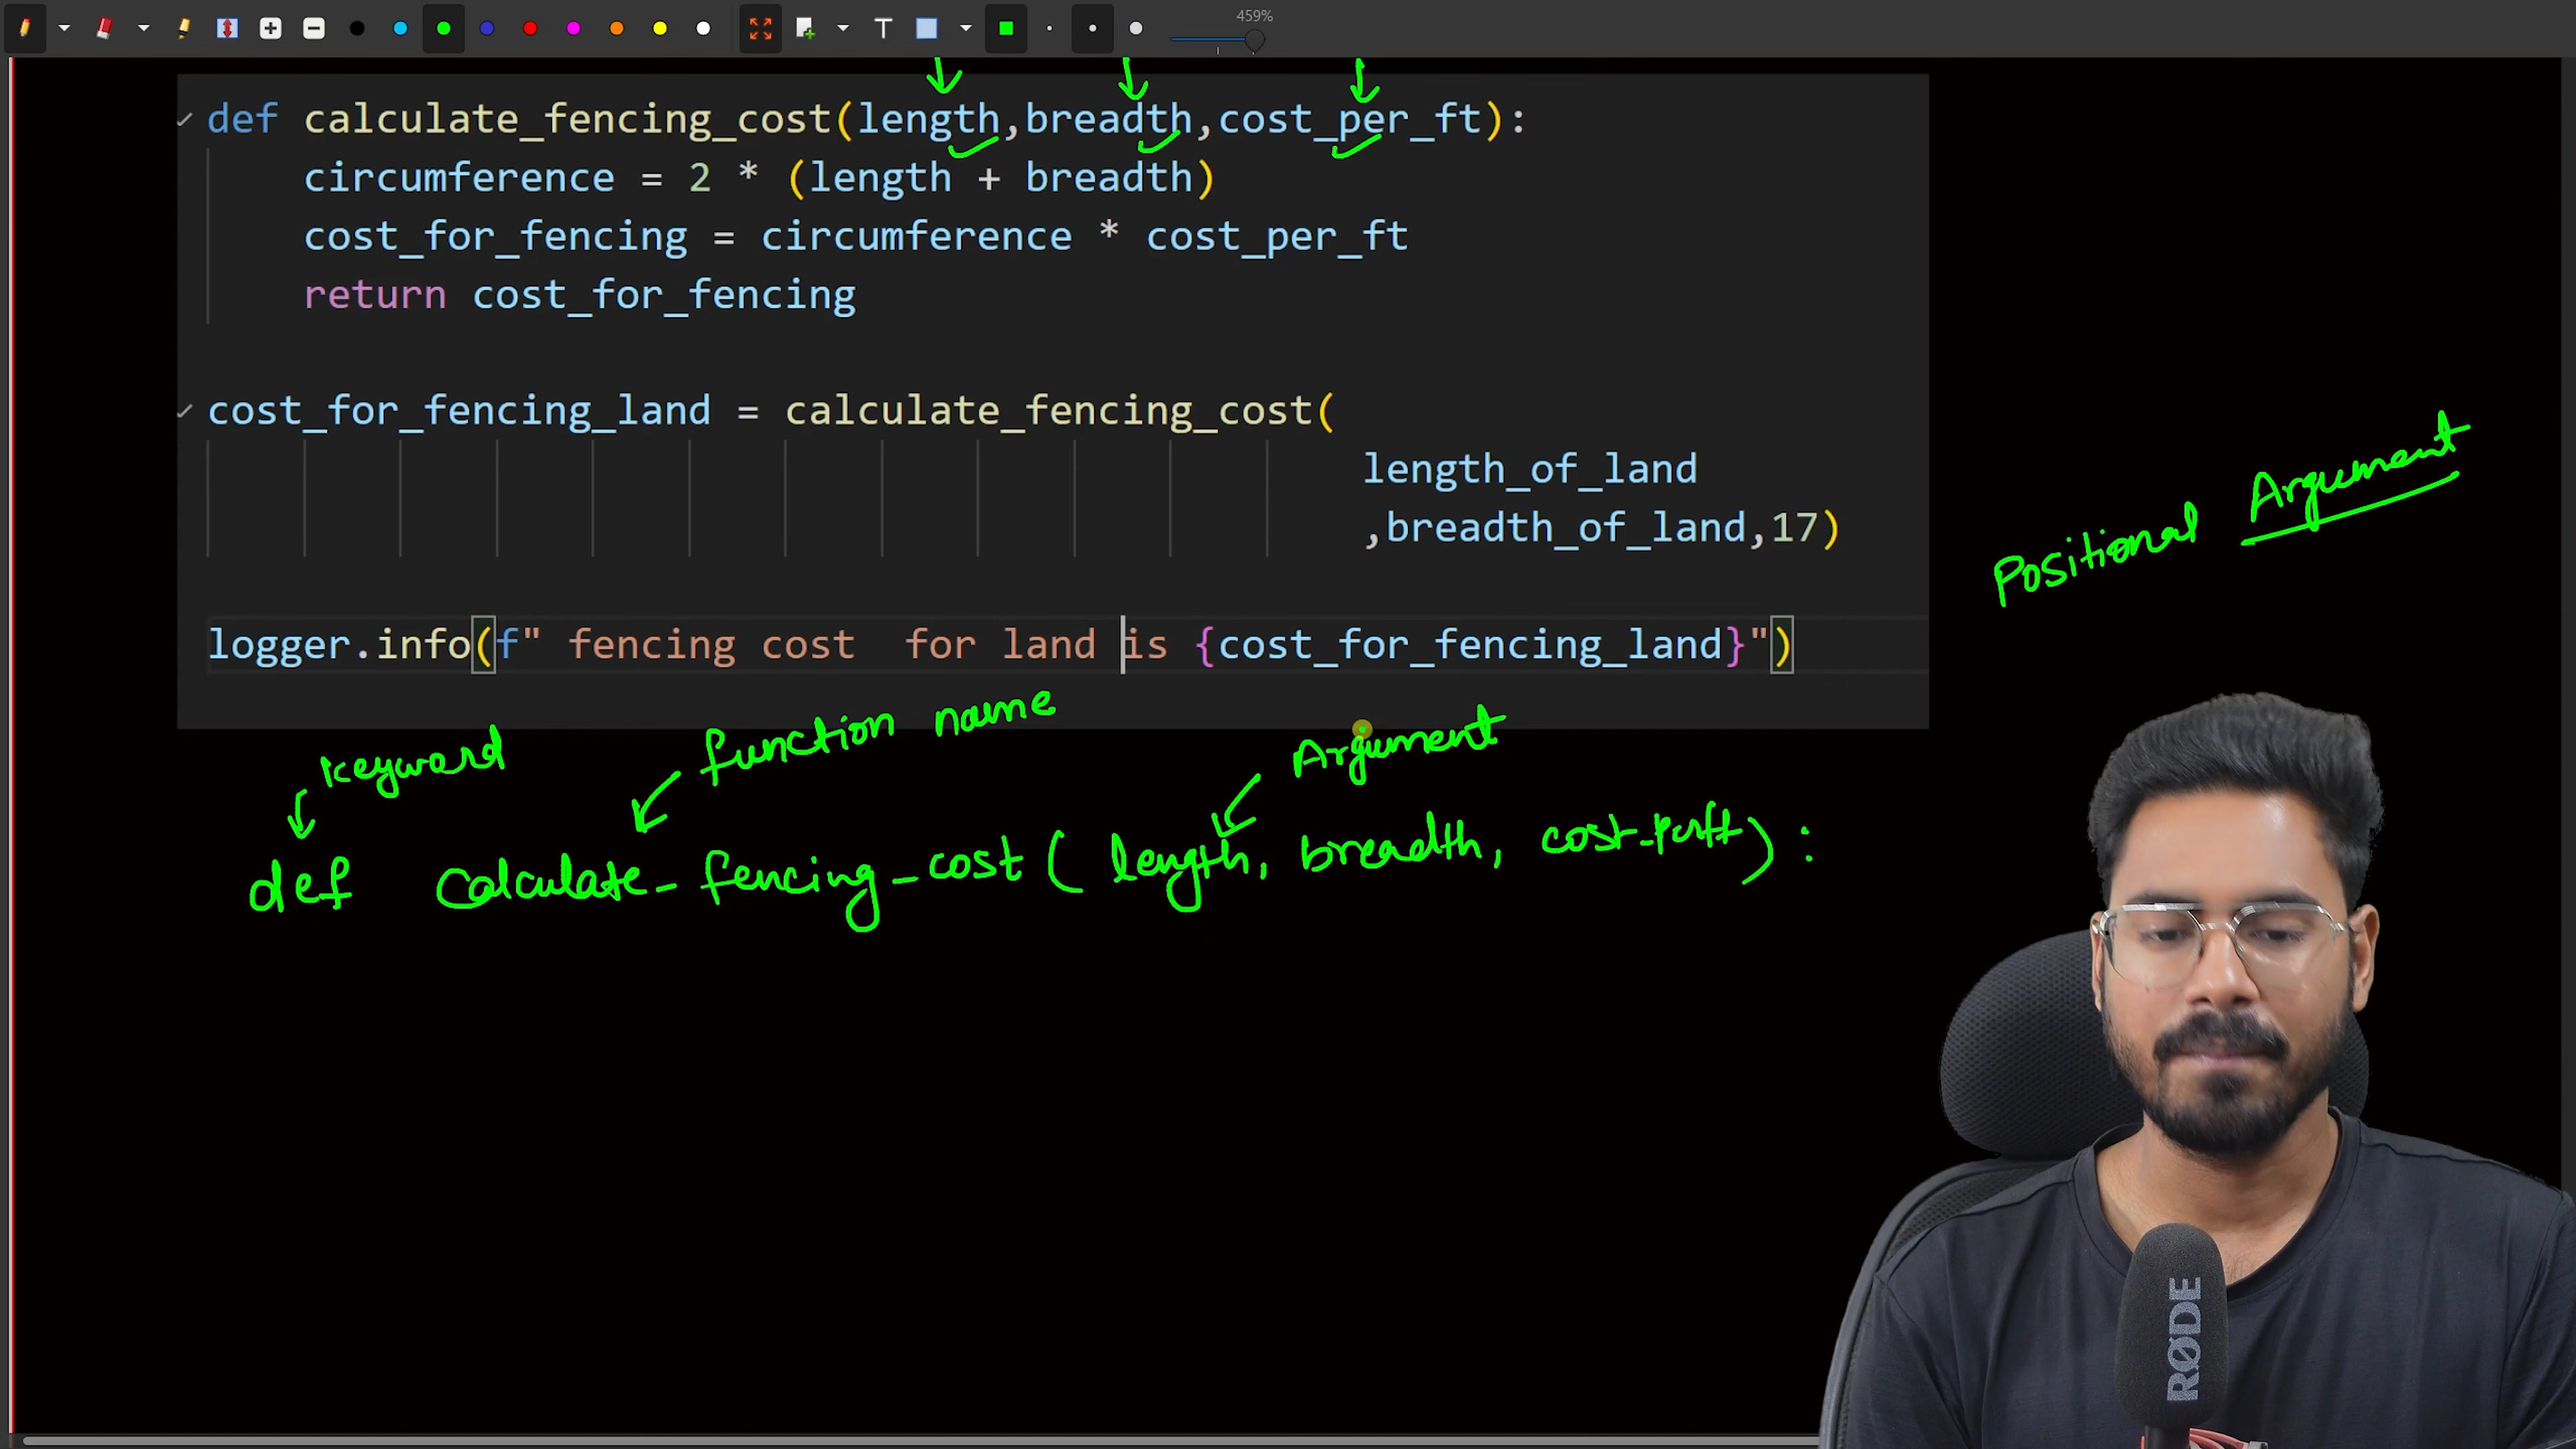 459%
def calculate_fencing_cost(length,breadth,cost_per_ft):
circumference = 2 * (length + breadth)
cost_for_fencing = circumference * cost_per_ft
return cost_for_fencing
cost_for_fencing_land = calculate_fencing_cost(
length_of_land
,breadth_of_land,17)
Positional Argument
logger.info(f" fencing cost  for land is {cost_for_fencing_land}")
keyword function name Argument
def calculate_fencing_cost( length, breadth, cost_perft):
RØDE